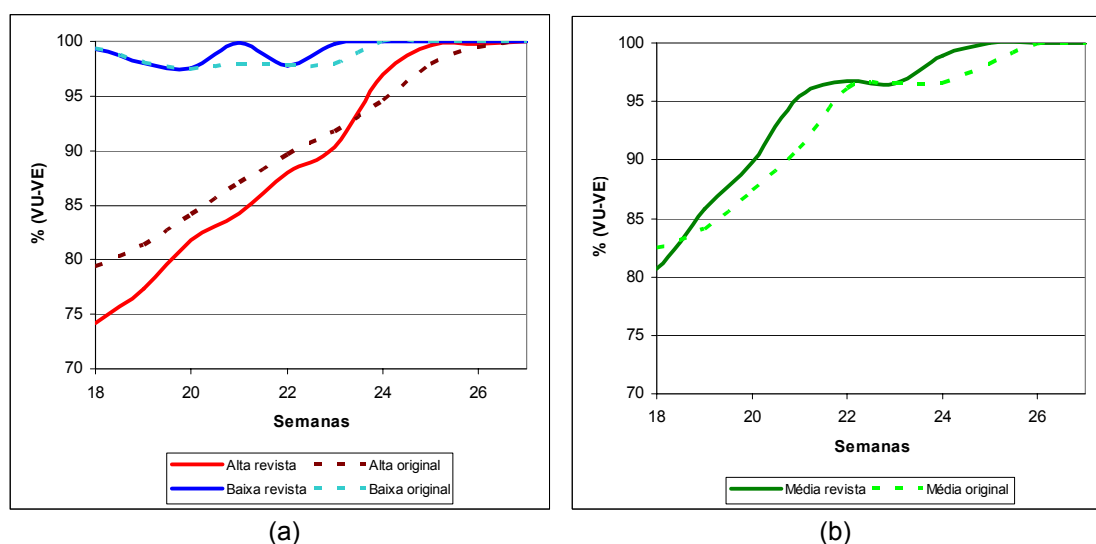 100
95
90
85
80
75
70
% (VU-VE)
18 20 22 24 26
Semanas
Alta revista Alta original
Baixa revista Baixa original
(a)
100
95
90
85
80
75
70
% (VU-VE)
18 20 22 24 26
Semanas
Média revista Média original
(b)